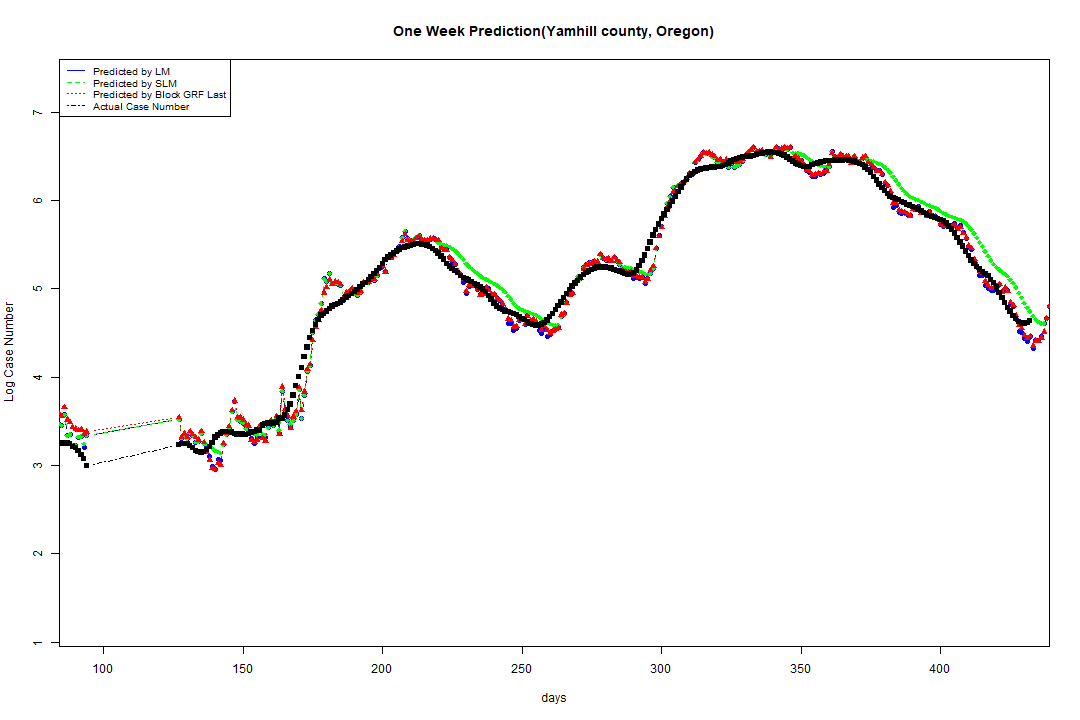 One Week Prediction(Yamhill county, Oregon)
Predicted by LM
Predicted by SLM
Predicted by Block GRF Last
Actual Case Number
7
6
5
4
3
2
1
Log Case Number
100 150 200 250 300 350 400
days